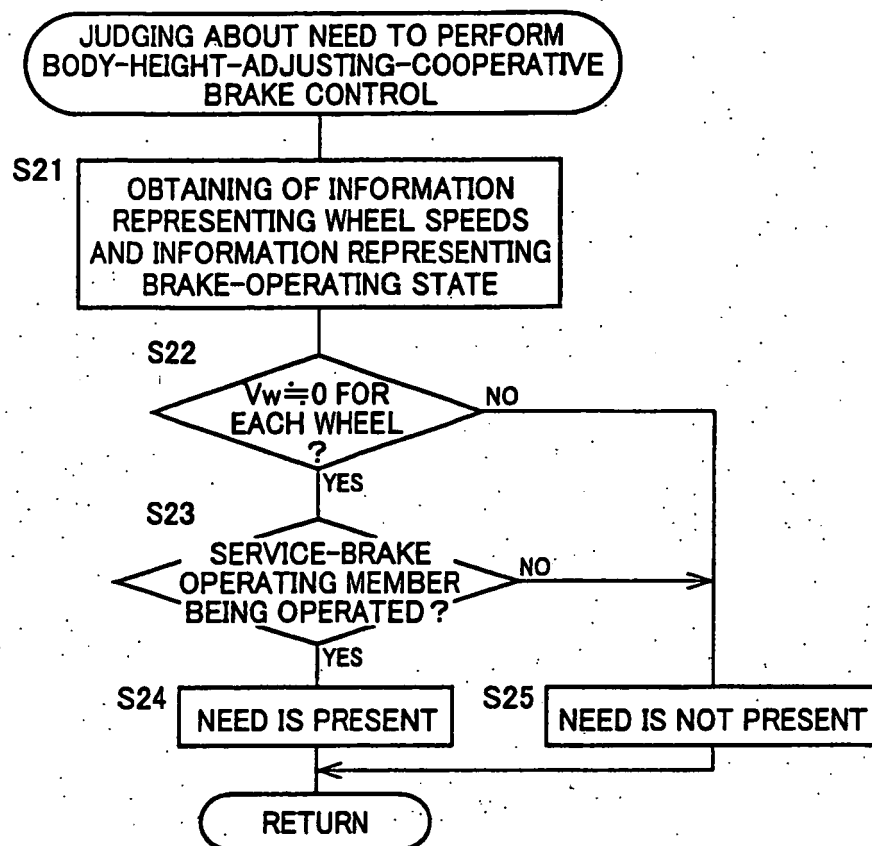 JUDGING ABOUT NEED TO PERFORM
BODY-HEIGHT-ADJUSTING-COOPERATIVE
BRAKE CONTROL
S21
OBTAINING OF INFORMATION
REPRESENTING WHEEL SPEEDS
AND INFORMATION REPRESENTING
BRAKE-OPERATING STATE
S22
Vw≒0 FOR
EACH WHEEL
?
NO
YES
S23
SERVICE-BRAKE
OPERATING MEMBER
BEING OPERATED?
NO
YES
S24
NEED IS PRESENT
S25
NEED IS NOT PRESENT
RETURN